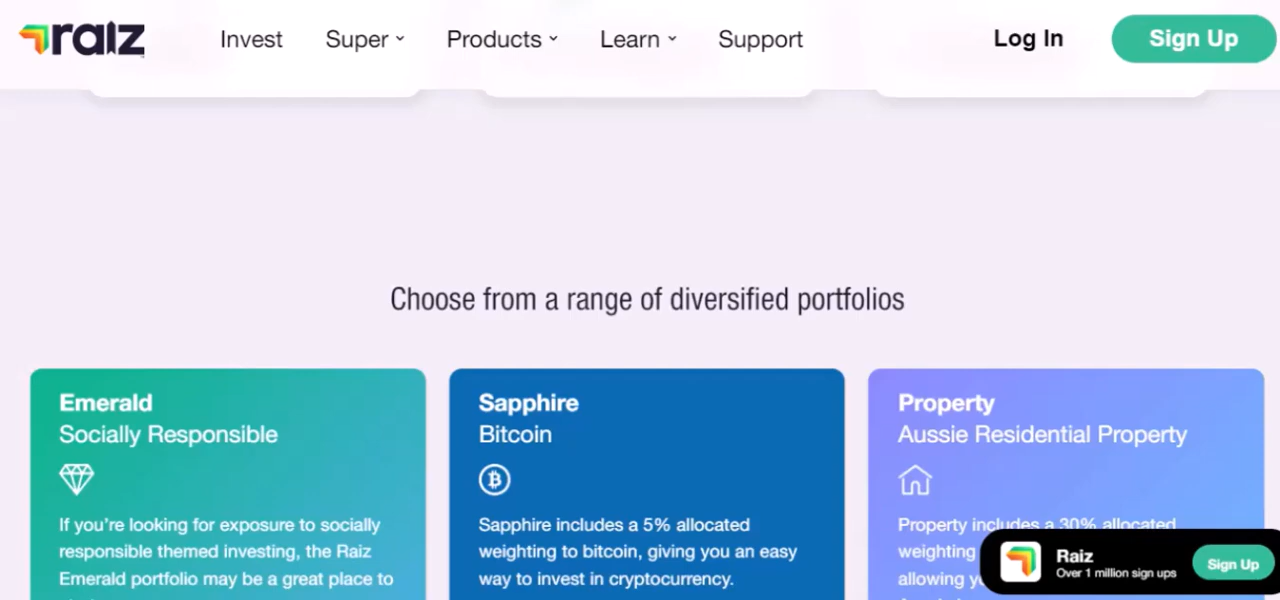 raiz
Invest
Super
Products
Learn
Support
Log In
Sign Up
Choose from a range of diversified portfolios
Emerald
Socially Responsible
If you're looking for exposure to socially
responsible themed investing, the Raiz
Emerald portfolio may be a great place to
Sapphire
Bitcoin
Sapphire includes a 5% allocated
weighting to bitcoin, giving you an easy
way to invest in cryptocurrency.
Property
Aussie Residential Property
Property includes a 30% allocated
weighting
allowing
Raiz
Over 1 million sign ups
Sign Up